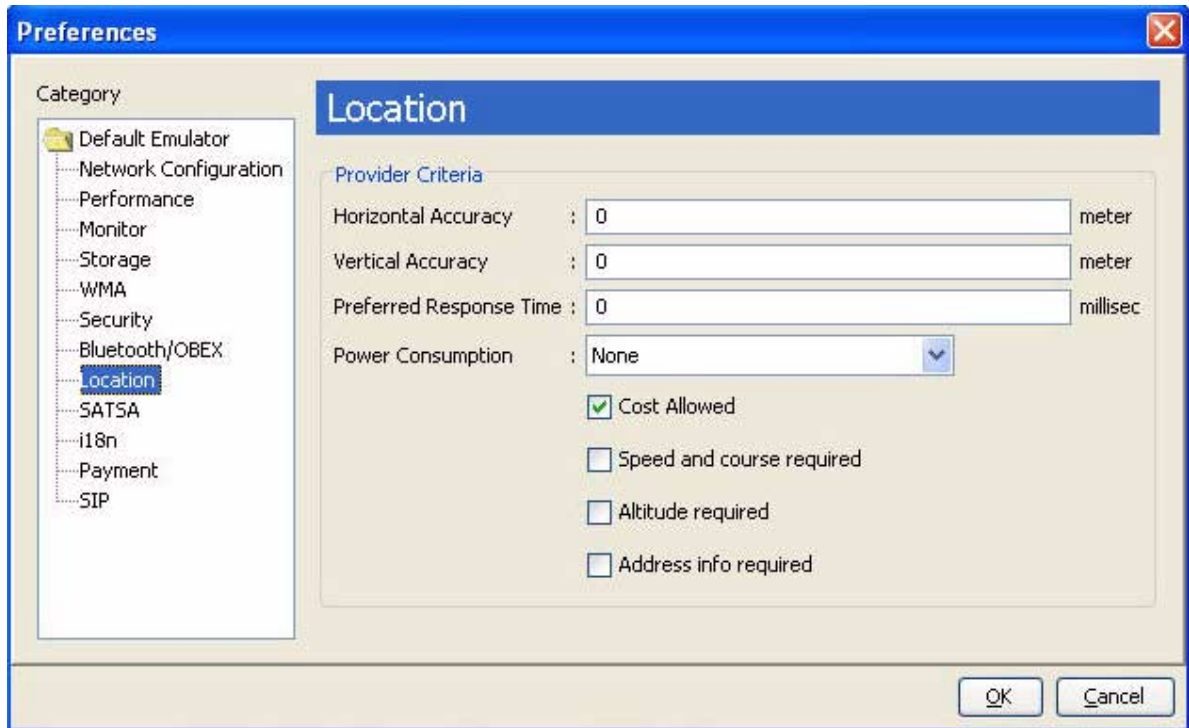 Preferences
Category
Default Emulator
Network Configuration
Performance
Monitor
Storage
WMA
Security
Bluetooth/OBEX
Location
SATSA
i18n
Payment
SIP
Location
Provider Criteria
Horizontal Accuracy : 0 meter
Vertical Accuracy : 0 meter
Preferred Response Time : 0 millisec
Power Consumption : None
Cost Allowed
Speed and course required
Altitude required
Address info required
OK Cancel